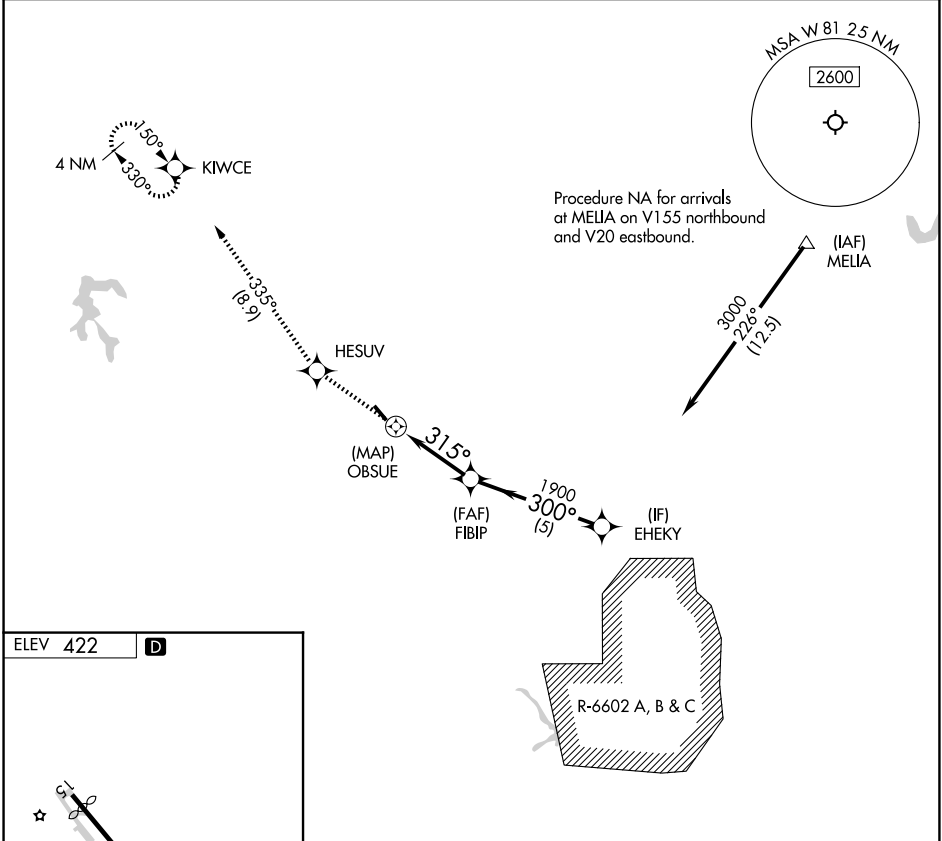 MSA W 81 25 NM
2600
150°
4 NM
330°
KIWCE
Procedure NA for arrivals
at MELIA on V155 northbound
and V20 eastbound.
(IAF)
MELIA
3000
226°
(12.5)
335°
(8.9)
HESUV
(MAP)
OBSUE
315°
(FAF)
FIBIP
1900
300°
(5)
(IF)
EHEKY
R-6602 A, B & C
ELEV 422
D
15